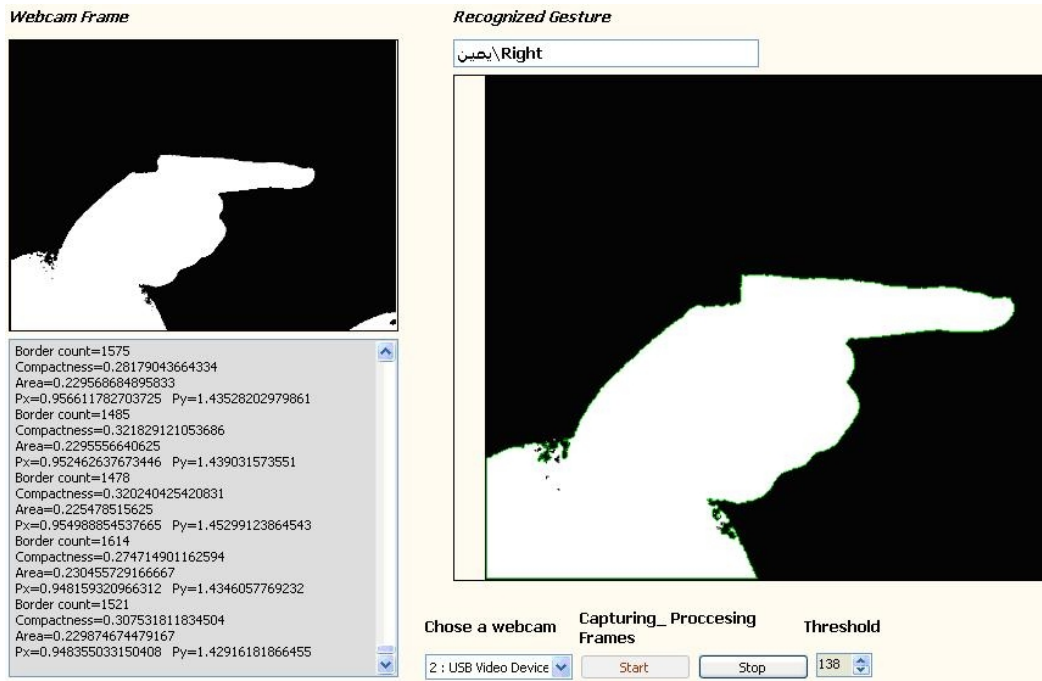 Webcam Frame
Recognized Gesture
يمين\Right
Border count=1575
Compactness=0.28179043664334
Area=0.229568684895833
Px=0.956611782703725 Py=1.43528202979861
Border count=1485
Compactness=0.321829121053686
Area=0.2295556640625
Px=0.952462637673446 Py=1.439031573551
Border count=1478
Compactness=0.320240425420831
Area=0.225478515625
Px=0.954988854537665 Py=1.45299123864543
Border count=1614
Compactness=0.274714901162594
Area=0.230455729166667
Px=0.948159320966312 Py=1.4346057769232
Border count=1521
Compactness=0.307531811834504
Area=0.229874674479167
Px=0.948355033150408 Py=1.42916181866455
Chose a webcam
Capturing_ Proccesing
Frames
Threshold
2 : USB Video Device
Start
Stop
138